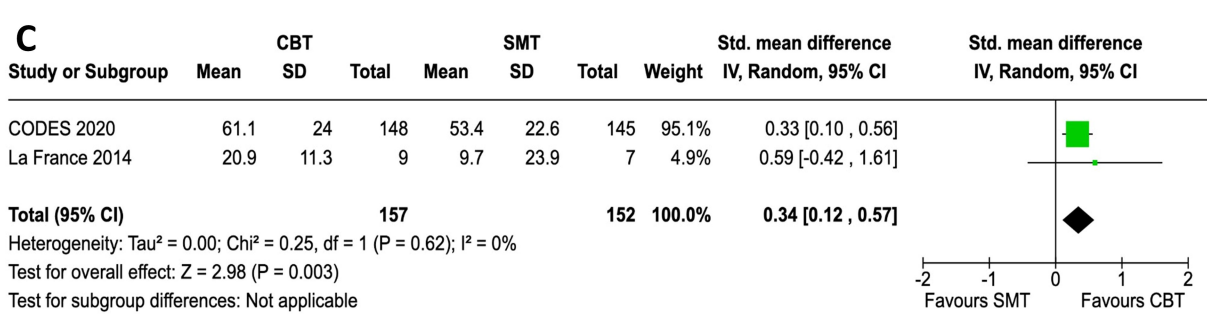 C
CBT SMT Std. mean difference Std. mean difference
Study or Subgroup Mean SD Total Mean SD Total Weight IV, Random, 95% CI IV, Random, 95% CI
CODES 2020 61.1 24 148 53.4 22.6 145 95.1% 0.33 [0.10 , 0.56]
La France 2014 20.9 11.3 9 9.7 23.9 7 4.9% 0.59 [-0.42 , 1.61]
Total (95% CI) 157 152 100.0% 0.34 [0.12 , 0.57]
Heterogeneity: Tau² = 0.00; Chi² = 0.25, df = 1 (P = 0.62); I² = 0%
Test for overall effect: Z = 2.98 (P = 0.003)
Test for subgroup differences: Not applicable
-2 -1 0 1 2
Favours SMT Favours CBT